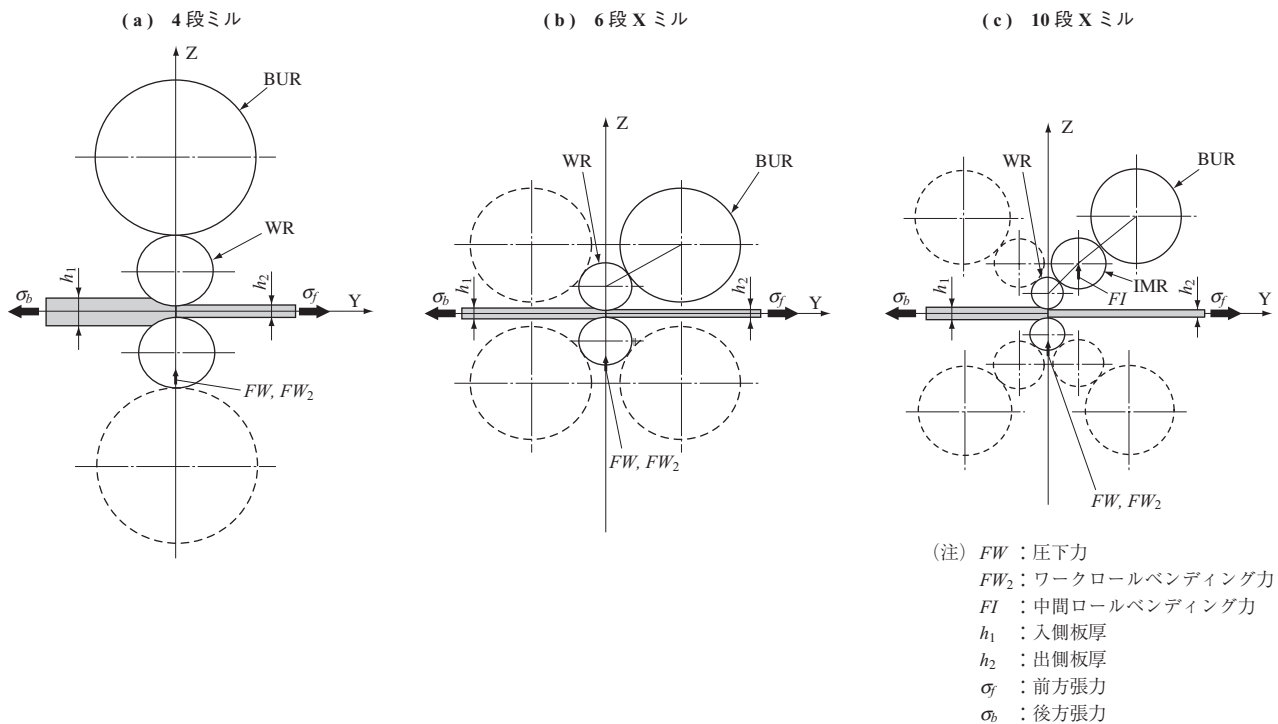 ( a ) 4 段ミル
Z
BUR
WR
h1
h2
σb
σf
Y
FW, FW2
( b ) 6 段 X ミル
Z
WR
BUR
h1
h2
σb
σf
Y
FW, FW2
( c ) 10 段 X ミル
Z
WR
BUR
h1
IMR
h2
σb
FI
σf
Y
FW, FW2
（注） FW ：圧下力
FW2：ワークロールベンディング力
FI ：中間ロールベンディング力
h1 ：入側板厚
h2 ：出側板厚
σf ：前方張力
σb ：後方張力